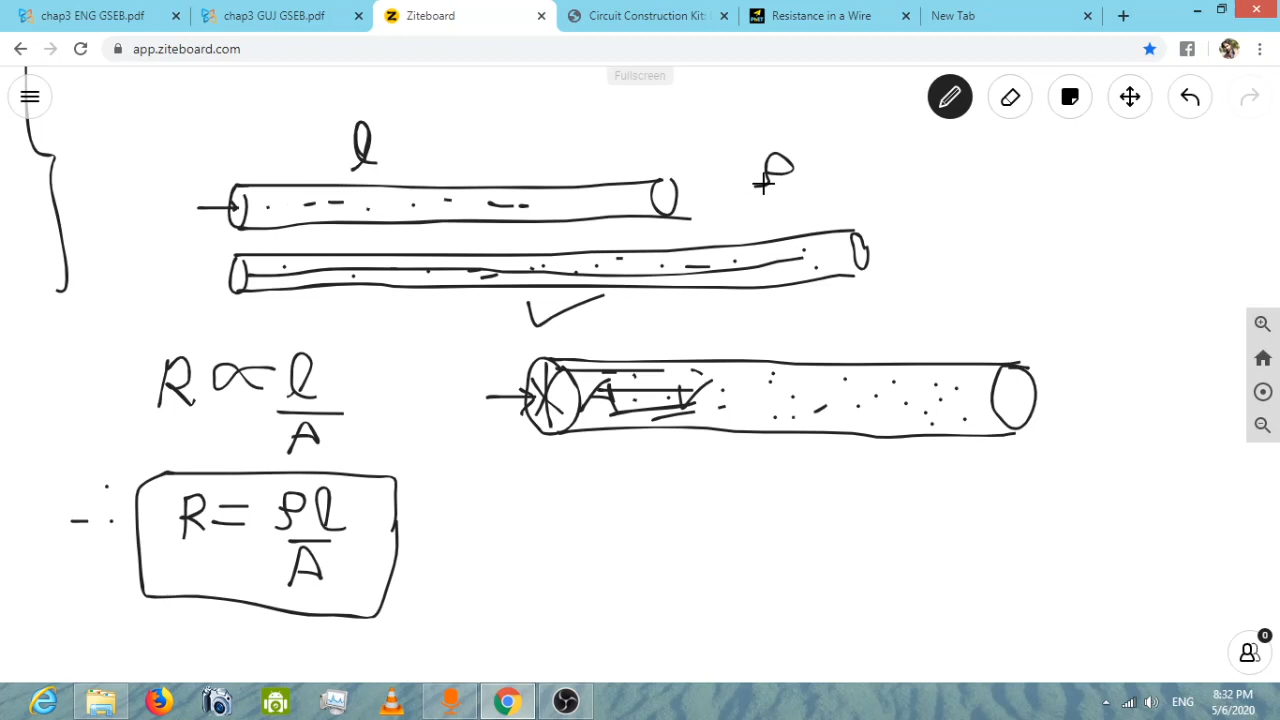 chap3 ENG GSEB.pdf
chap3 GUJ GSEB.pdf
Ziteboard
Circuit Construction Kit:
Resistance in a Wire
New Tab
app.ziteboard.com
Fullscreen
l
ρ
R ∝ l
A
∴ R = ρl
A
0
ENG
8:32 PM
5/6/2020